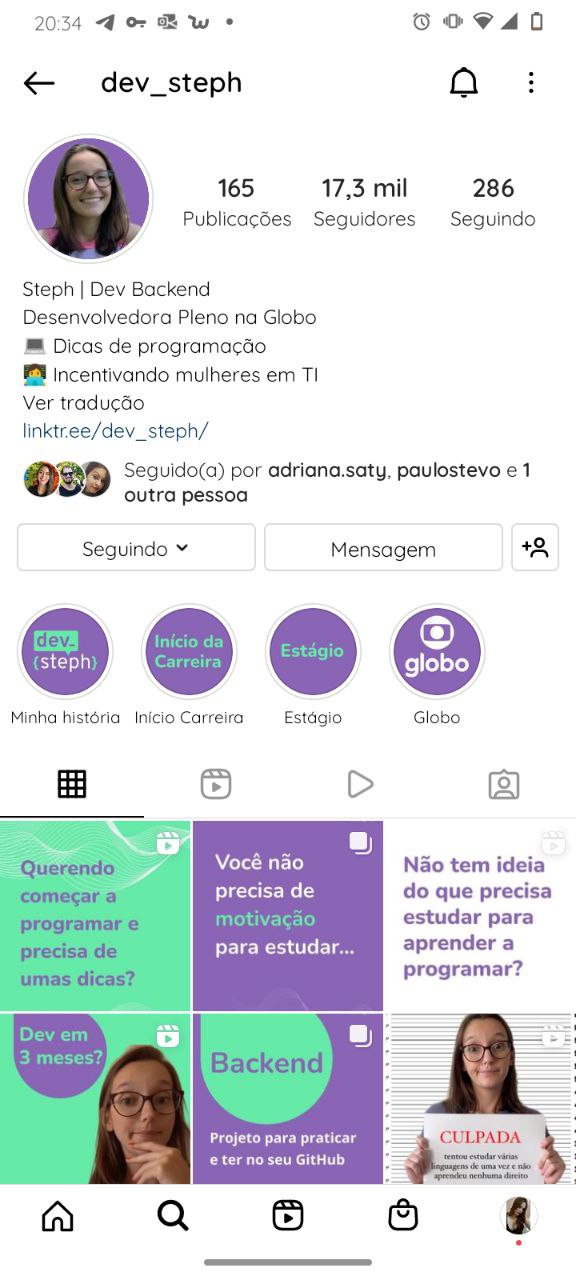 20:34
dev_steph
165
17,3 mil
286
Publicações
Seguidores
Seguindo
Steph | Dev Backend
Desenvolvedora Pleno na Globo
💻 Dicas de programação
👩‍💻 Incentivando mulheres em TI
Ver tradução
linktr.ee/dev_steph/
Seguido(a) por adriana.saty, paulostevo e 1
outra pessoa
Seguindo
Mensagem
dev_
{steph}
Início da
Carreira
Estágio
globo
Minha história
Início Carreira
Estágio
Globo
Querendo
começar a
programar e
precisa de
umas dicas?
Você não
precisa de
motivação
para estudar...
Não tem ideia
do que precisa
estudar para
aprender a
programar?
Dev em
3 meses?
Backend
Projeto para praticar
e ter no seu GitHub
CULPADA
tentou estudar várias
linguagens de uma vez e não
aprendeu nenhuma direito